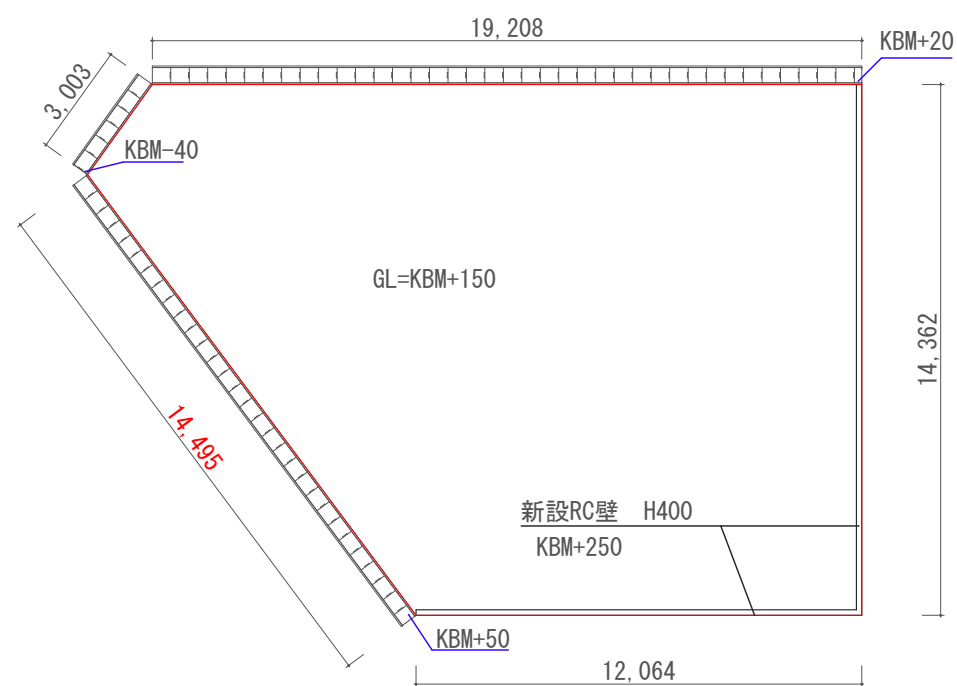 19,208
KBM+20
3,003
KBM-40
GL=KBM+150
14,362
14,495
新設RC壁 H400
KBM+250
KBM+50
12,064